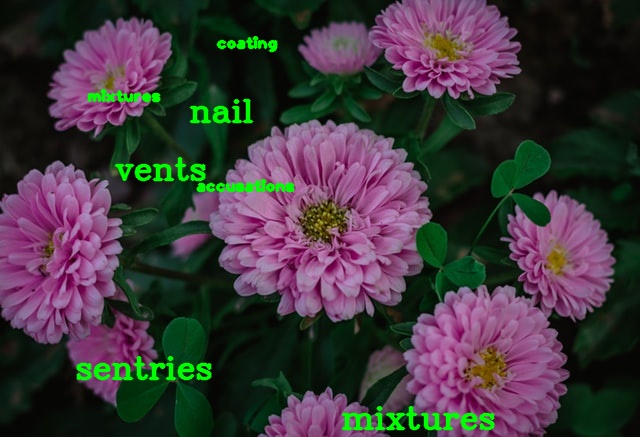 coating
mixtures
nail
vents
accusations
sentries
mixtures